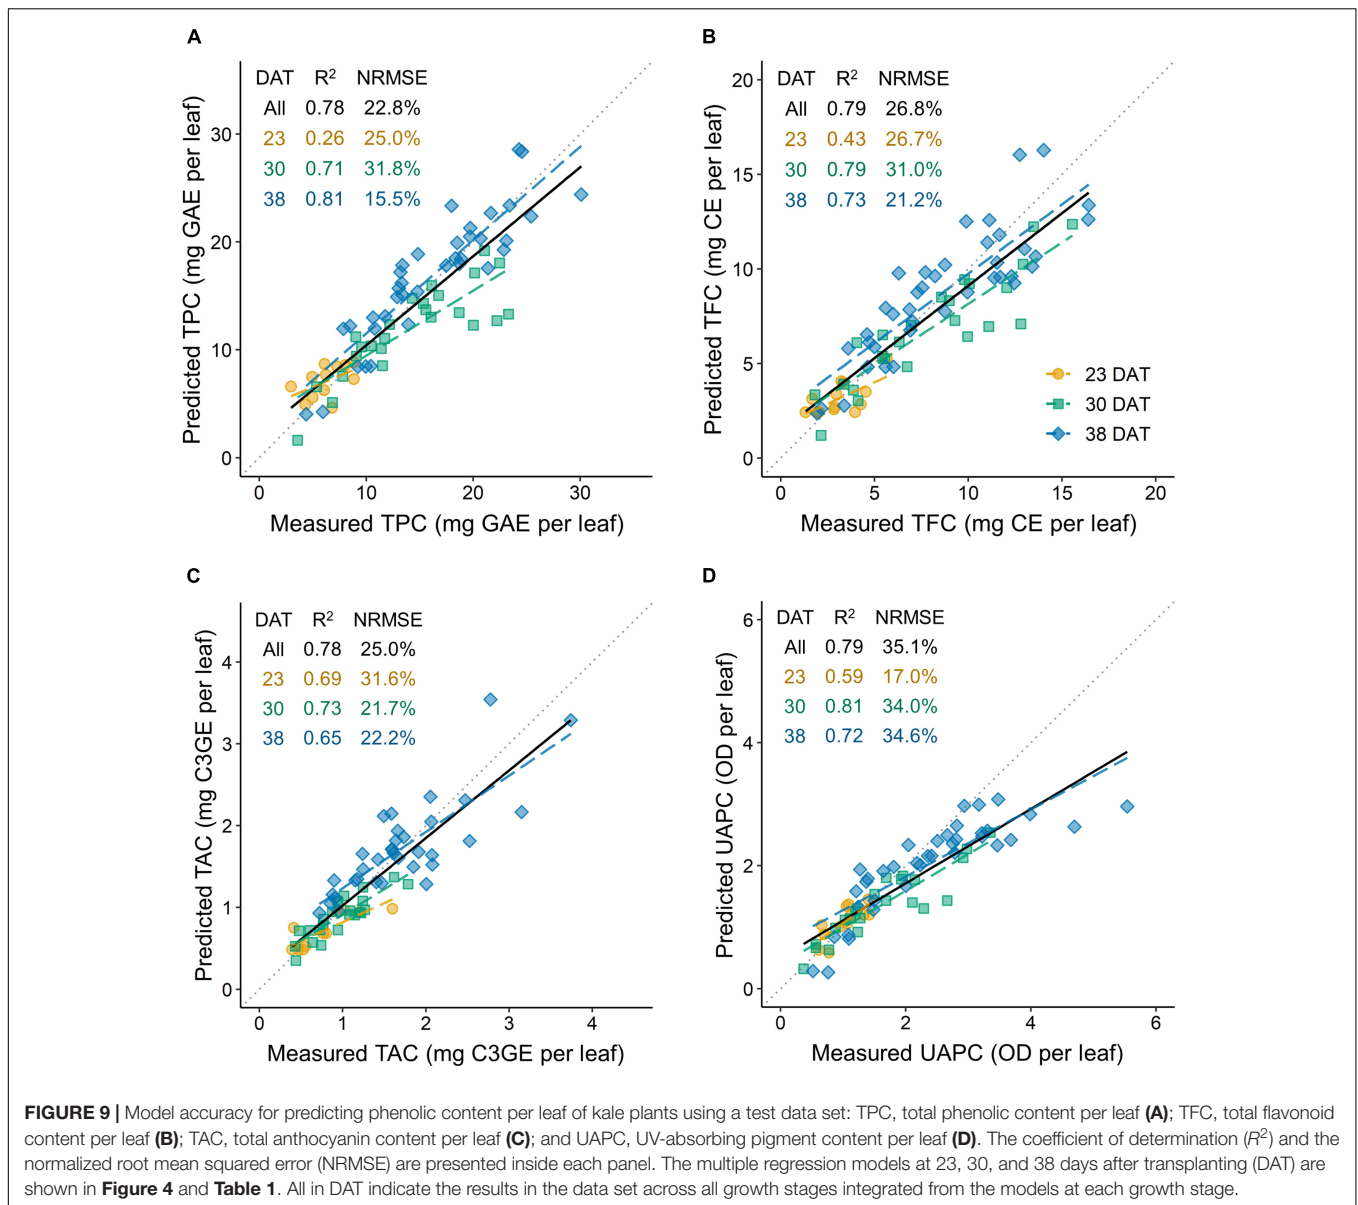 A
DAT R2 NRMSE
All 0.78 22.8%
23 0.26 25.0%
30 0.71 31.8%
38 0.81 15.5%
Predicted TPC (mg GAE per leaf)
30
20
10
0
0 10 20 30
Measured TPC (mg GAE per leaf)
B
DAT R2 NRMSE
All 0.79 26.8%
23 0.43 26.7%
30 0.79 31.0%
38 0.73 21.2%
Predicted TFC (mg CE per leaf)
20
15
10
5
0
23 DAT
30 DAT
38 DAT
0 5 10 15 20
Measured TFC (mg CE per leaf)
C
DAT R2 NRMSE
All 0.78 25.0%
23 0.69 31.6%
30 0.73 21.7%
38 0.65 22.2%
Predicted TAC (mg C3GE per leaf)
4
3
2
1
0
0 1 2 3 4
Measured TAC (mg C3GE per leaf)
D
DAT R2 NRMSE
All 0.79 35.1%
23 0.59 17.0%
30 0.81 34.0%
38 0.72 34.6%
Predicted UAPC (OD per leaf)
6
4
2
0
0 2 4 6
Measured UAPC (OD per leaf)
FIGURE 9 | Model accuracy for predicting phenolic content per leaf of kale plants using a test data set: TPC, total phenolic content per leaf (A); TFC, total flavonoid
content per leaf (B); TAC, total anthocyanin content per leaf (C); and UAPC, UV-absorbing pigment content per leaf (D). The coefficient of determination (R2) and the
normalized root mean squared error (NRMSE) are presented inside each panel. The multiple regression models at 23, 30, and 38 days after transplanting (DAT) are
shown in Figure 4 and Table 1. All in DAT indicate the results in the data set across all growth stages integrated from the models at each growth stage.